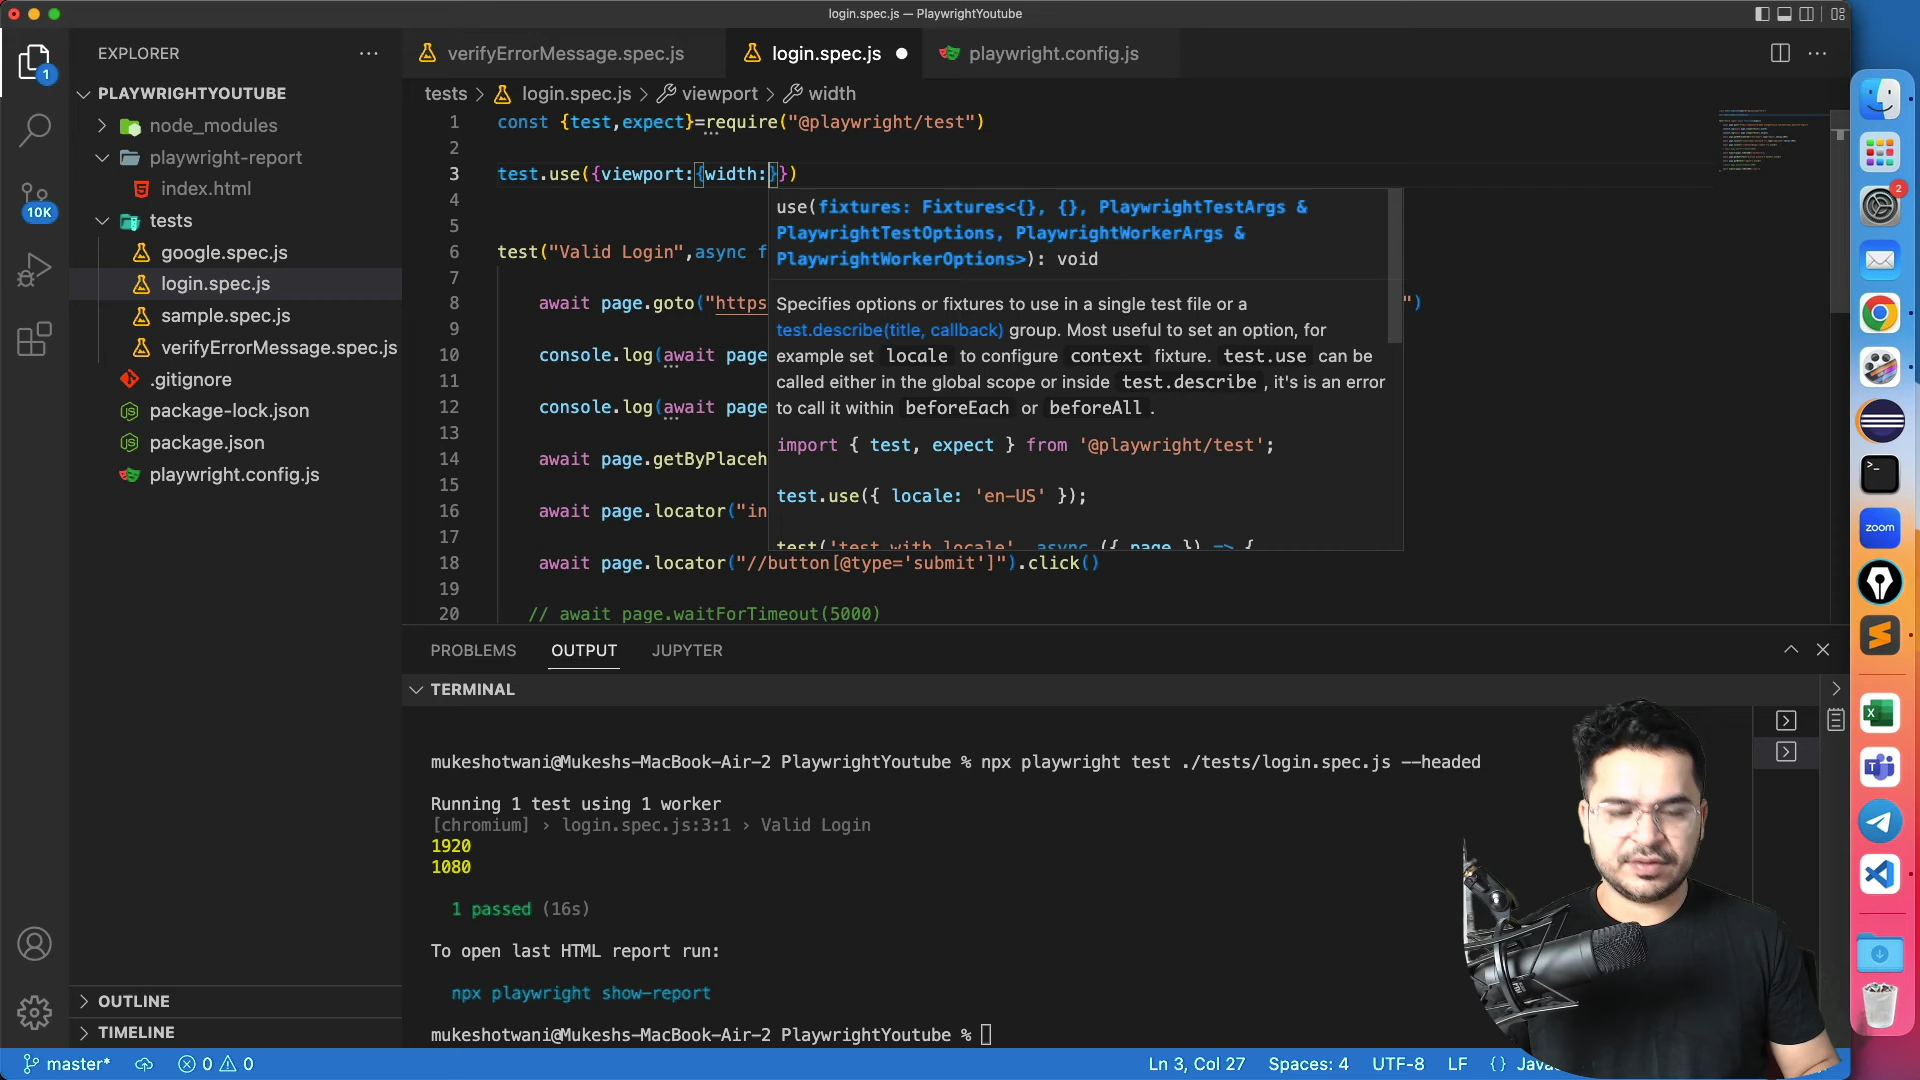 login.spec.js — PlaywrightYoutube
EXPLORER
verifyErrorMessage.spec.js
login.spec.js
playwright.config.js
1
PLAYWRIGHTYOUTUBE
node_modules
playwright-report
index.html
tests
google.spec.js
login.spec.js
sample.spec.js
verifyErrorMessage.spec.js
.gitignore
package-lock.json
package.json
playwright.config.js
10K
OUTLINE
TIMELINE
tests > login.spec.js > viewport > width
1 const {test,expect}=require("@playwright/test")
2
3 test.use({viewport:{width:}})
4
5
6 test("Valid Login",async f
7
8 await page.goto("https ")
9
10 console.log(await page
11
12 console.log(await page
13
14 await page.getByPlaceh
15
16 await page.locator("in
17
18 await page.locator("//button[@type='submit']").click()
19
20 // await page.waitForTimeout(5000)
use(fixtures: Fixtures<{}, {}, PlaywrightTestArgs &
PlaywrightTestOptions, PlaywrightWorkerArgs &
PlaywrightWorkerOptions>): void
Specifies options or fixtures to use in a single test file or a
test.describe(title, callback) group. Most useful to set an option, for
example set locale to configure context fixture. test.use can be
called either in the global scope or inside test.describe, it's is an error
to call it within beforeEach or beforeAll.
import { test, expect } from '@playwright/test';
test.use({ locale: 'en-US' });
test('test with locale', async ({ page }) => {
PROBLEMS
OUTPUT
JUPYTER
TERMINAL
mukeshotwani@Mukeshs-MacBook-Air-2 PlaywrightYoutube % npx playwright test ./tests/login.spec.js --headed
Running 1 test using 1 worker
[chromium] › login.spec.js:3:1 › Valid Login
1920
1080
1 passed (16s)
To open last HTML report run:
npx playwright show-report
mukeshotwani@Mukeshs-MacBook-Air-2 PlaywrightYoutube %
master*
0
0
Ln 3, Col 27
Spaces: 4
UTF-8
LF
{}
2
zoom